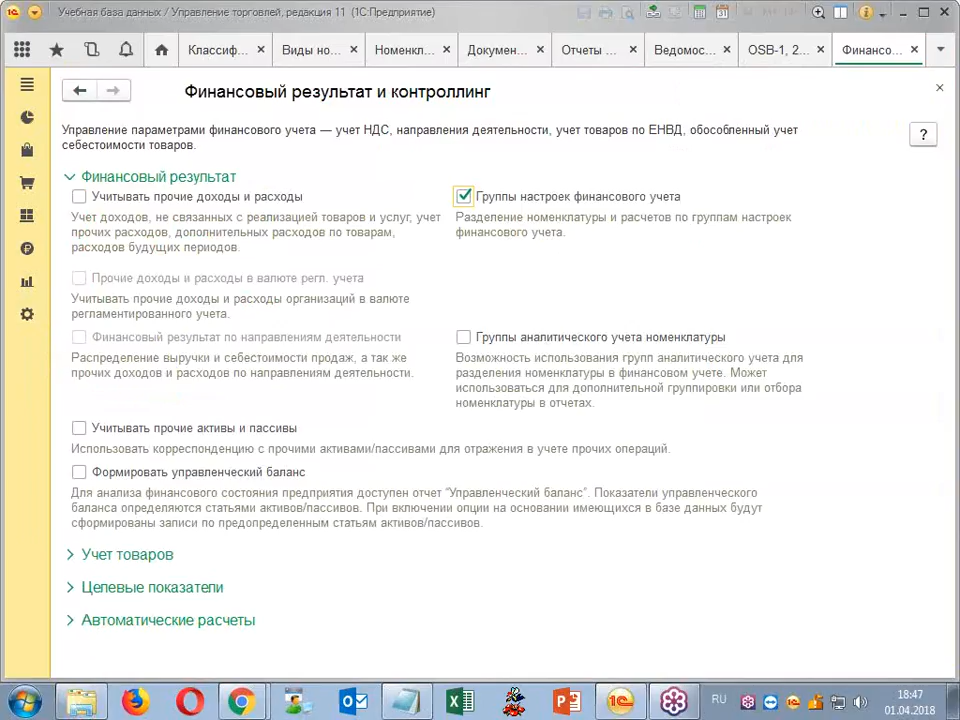 Учебная база данных / Управление торговлей, редакция 11 (1С:Предприятие)
Классиф... Виды но... Номенкл... Докумен... Отчеты ... Ведомос... OSB-1, 2... Финансо...
Финансовый результат и контроллинг
Управление параметрами финансового учета — учет НДС, направления деятельности, учет товаров по ЕНВД, обособленный учет
себестоимости товаров.
?
Финансовый результат
Учитывать прочие доходы и расходы
Учет доходов, не связанных с реализацией товаров и услуг, учет
прочих расходов, дополнительных расходов по товарам,
расходов будущих периодов.
Группы настроек финансового учета
Разделение номенклатуры и расчетов по группам настроек
финансового учета.
Прочие доходы и расходы в валюте регл. учета
Учитывать прочие доходы и расходы организаций в валюте
регламентированного учета.
Финансовый результат по направлениям деятельности
Распределение выручки и себестоимости продаж, а так же
прочих доходов и расходов по направлениям деятельности.
Группы аналитического учета номенклатуры
Возможность использования групп аналитического учета для
разделения номенклатуры в финансовом учете. Может
использоваться для дополнительной группировки или отбора
номенклатуры в отчетах.
Учитывать прочие активы и пассивы
Использовать корреспонденцию с прочими активами/пассивами для отражения в учете прочих операций.
Формировать управленческий баланс
Для анализа финансового состояния предприятия доступен отчет "Управленческий баланс". Показатели управленческого
баланса определяются статьями активов/пассивов. При включении опции на основании имеющихся в базе данных будут
сформированы записи по предопределенным статьям активов/пассивов.
Учет товаров
Целевые показатели
Автоматические расчеты
RU
18:47
01.04.2018